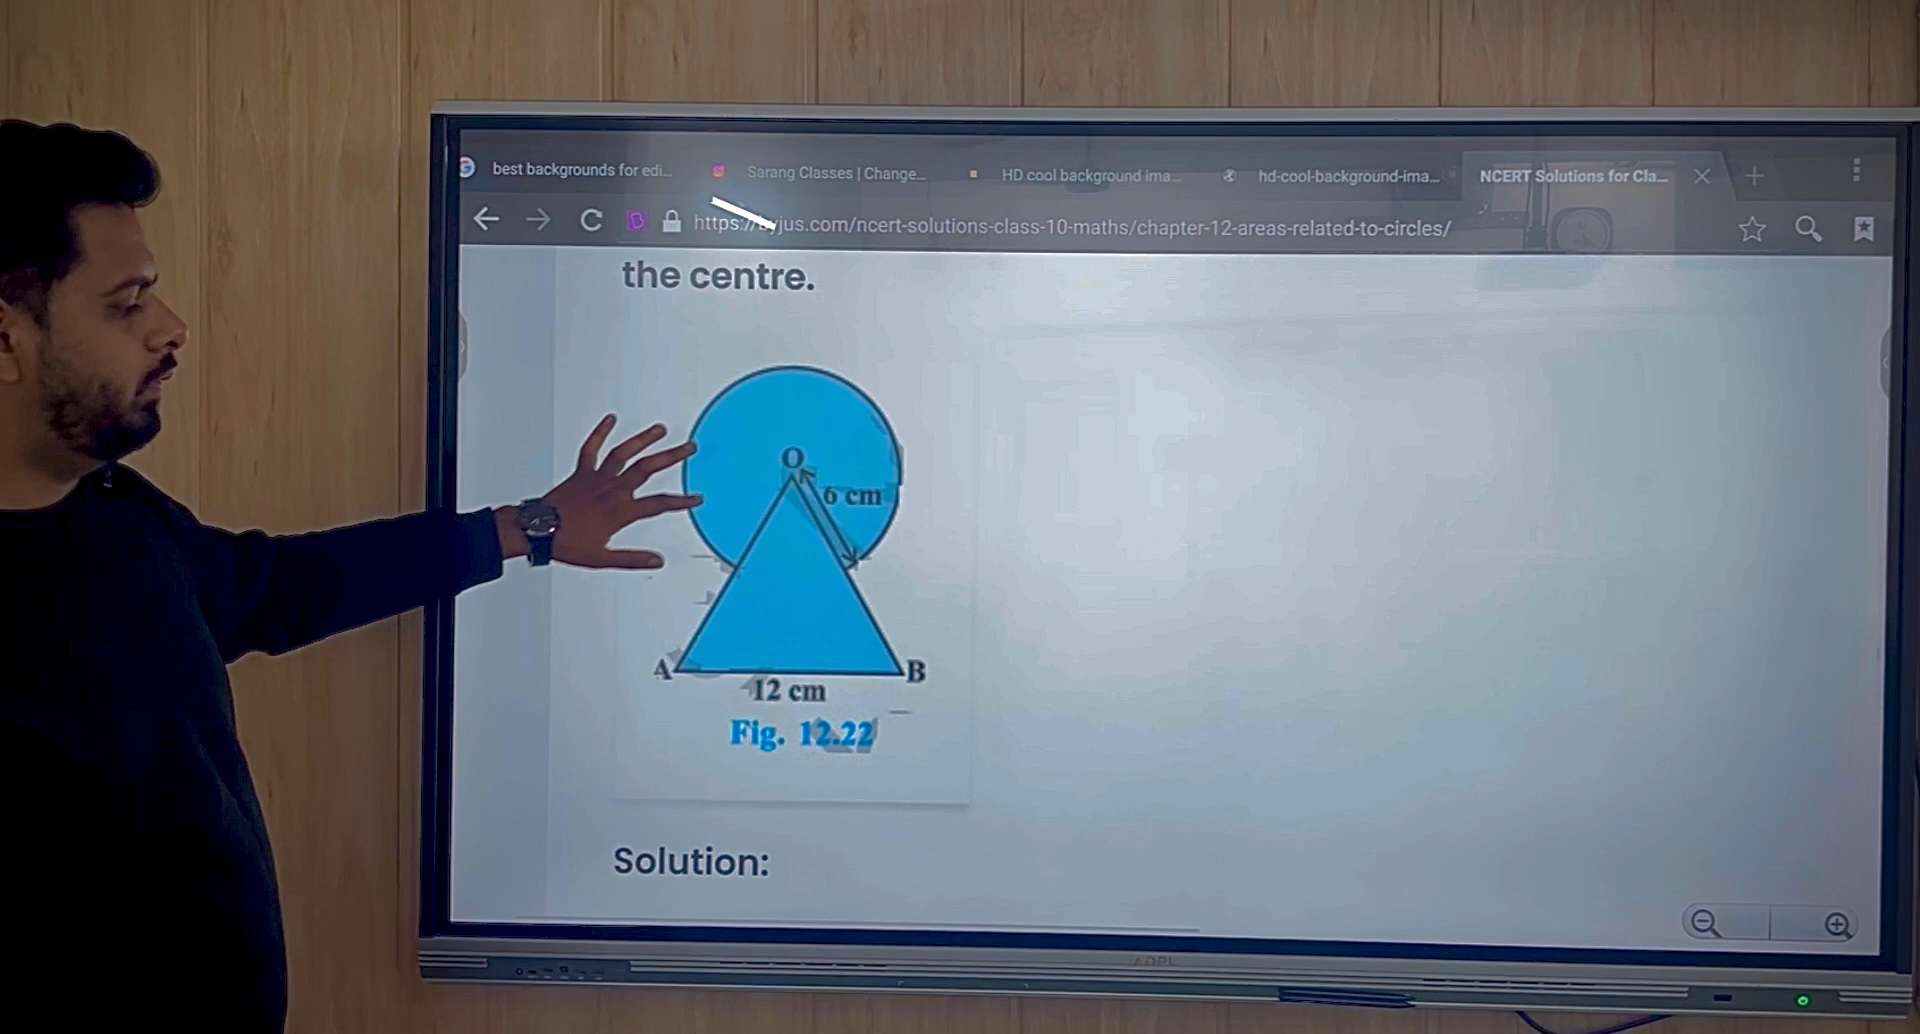 best backgrounds for edi...
Sarang Classes | Change...
HD cool background ima...
hd-cool-background-ima...
NCERT Solutions for Cla...
https://byjus.com/ncert-solutions-class-10-maths/chapter-12-areas-related-to-circles/
the centre.
O
6 cm
A
B
12 cm
Fig. 12.22
Solution: